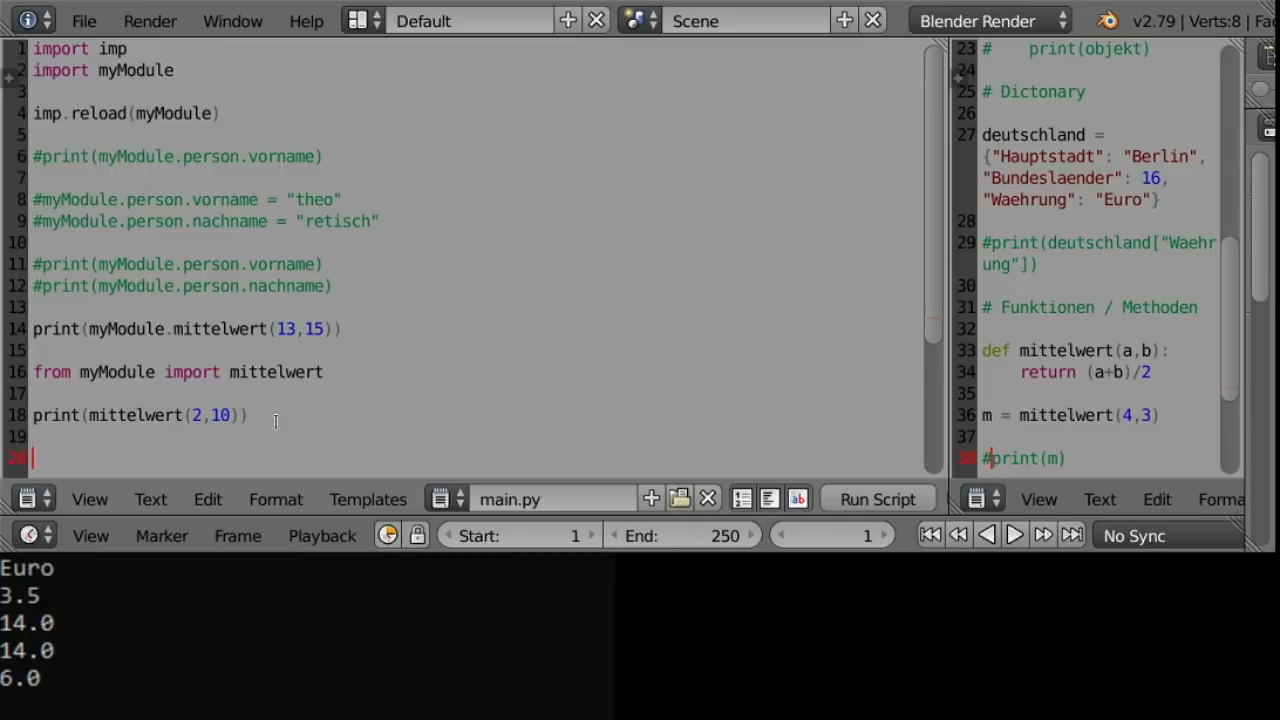 File Render Window Help Default Scene Blender Render v2.79 | Verts:8 |
1 import imp
2 import myModule
3
4 imp.reload(myModule)
5
6 #print(myModule.person.vorname)
7
8 #myModule.person.vorname = "theo"
9 #myModule.person.nachname = "retisch"
10
11 #print(myModule.person.vorname)
12 #print(myModule.person.nachname)
13
14 print(myModule.mittelwert(13,15))
15
16 from myModule import mittelwert
17
18 print(mittelwert(2,10))
19
20
23 # print(objekt)
24
25 # Dictonary
26
27 deutschland =
{"Hauptstadt": "Berlin",
"Bundeslaender": 16,
"Waehrung": "Euro"}
28
29 #print(deutschland["Waehr
ung"])
30
31 # Funktionen / Methoden
32
33 def mittelwert(a,b):
34 return (a+b)/2
35
36 m = mittelwert(4,3)
37
38 #print(m)
View Text Edit Format Templates main.py Run Script View Text Edit Forma
View Marker Frame Playback Start: 1 End: 250 1 No Sync
Euro
3.5
14.0
14.0
6.0